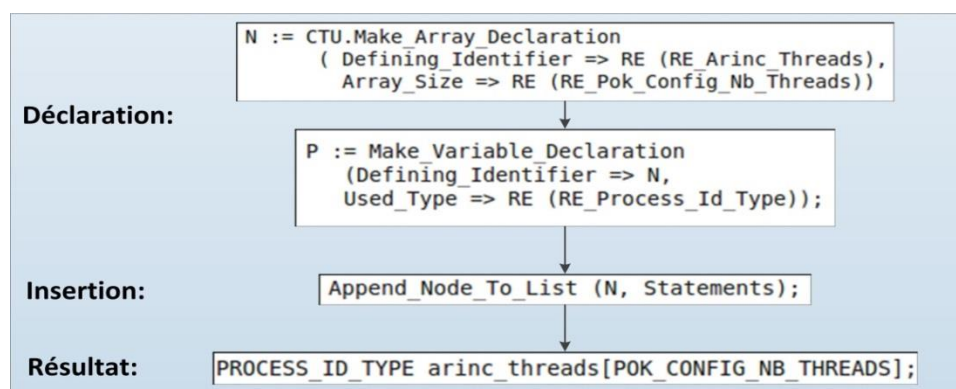 N := CTU.Make_Array_Declaration
( Defining_Identifier => RE (RE_Arinc_Threads),
Array_Size => RE (RE_Pok_Config_Nb_Threads))
Déclaration:
P := Make_Variable_Declaration
(Defining_Identifier => N,
Used_Type => RE (RE_Process_Id_Type));
Insertion:
Append_Node_To_List (N, Statements);
Résultat:
PROCESS_ID_TYPE arinc_threads[POK_CONFIG_NB_THREADS];